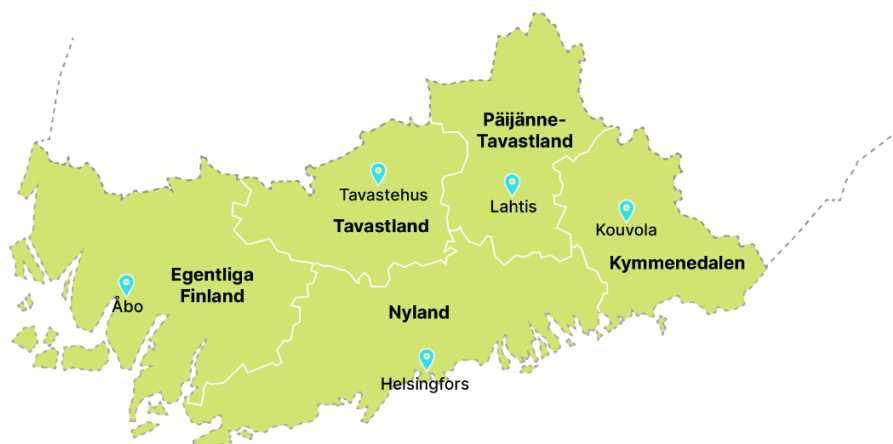 Päijänne-
Tavastland
Tavastehus
Lahtis
Tavastland
Kouvola
Kymmenedalen
Egentliga
Finland
Åbo
Nyland
Helsingfors